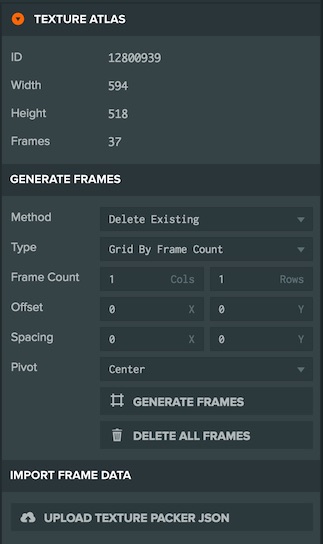 TEXTURE ATLAS
ID 12800939
Width 594
Height 518
Frames 37
GENERATE FRAMES
Method Delete Existing
Type Grid By Frame Count
Frame Count 1 Cols 1 Rows
Offset 0 X 0 Y
Spacing 0 X 0 Y
Pivot Center
GENERATE FRAMES
DELETE ALL FRAMES
IMPORT FRAME DATA
UPLOAD TEXTURE PACKER JSON